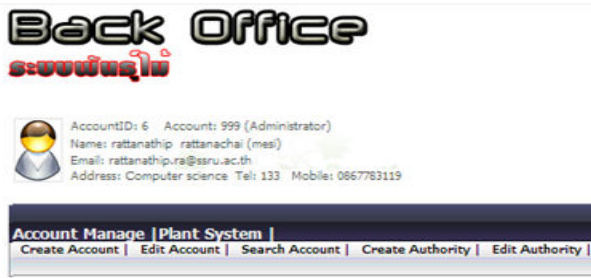 Back Office
ระบบพันธุ์ไม้
AccountID: 6 Account: 999 (Administrator)
Name: rattanathip rattanachai (mesi)
Email: rattanathip.ra@ssru.ac.th
Address: Computer science Tel: 133 Mobile: 0867783119
Account Manage |Plant System |
Create Account | Edit Account | Search Account | Create Authority | Edit Authority |